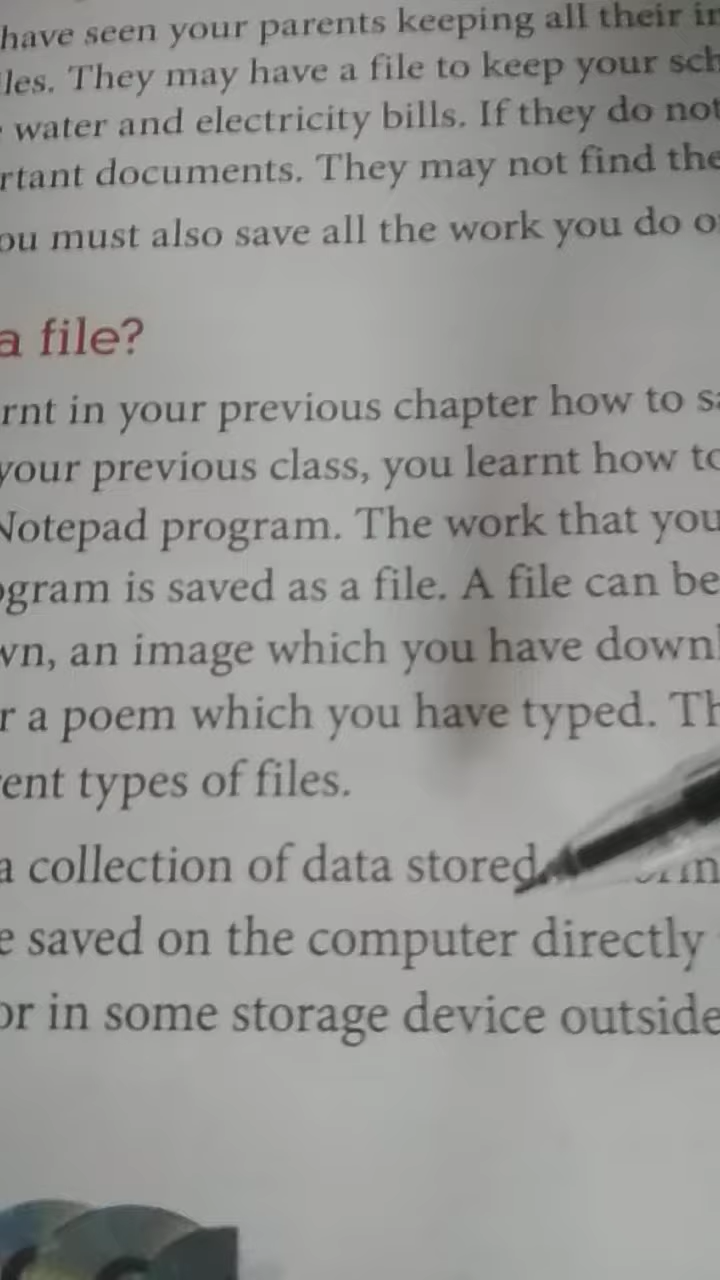 have seen your parents keeping all their
les. They may have a file to keep your sch
water and electricity bills. If they do not
rtant documents. They may not find the
ou must also save all the work you do o
a file?
rnt in your previous chapter how to sa
your previous class, you learnt how to
Notepad program. The work that you
ogram is saved as a file. A file can be
wn, an image which you have downl
r a poem which you have typed. Th
rent types of files.
a collection of data stored
e saved on the computer directly
or in some storage device outside